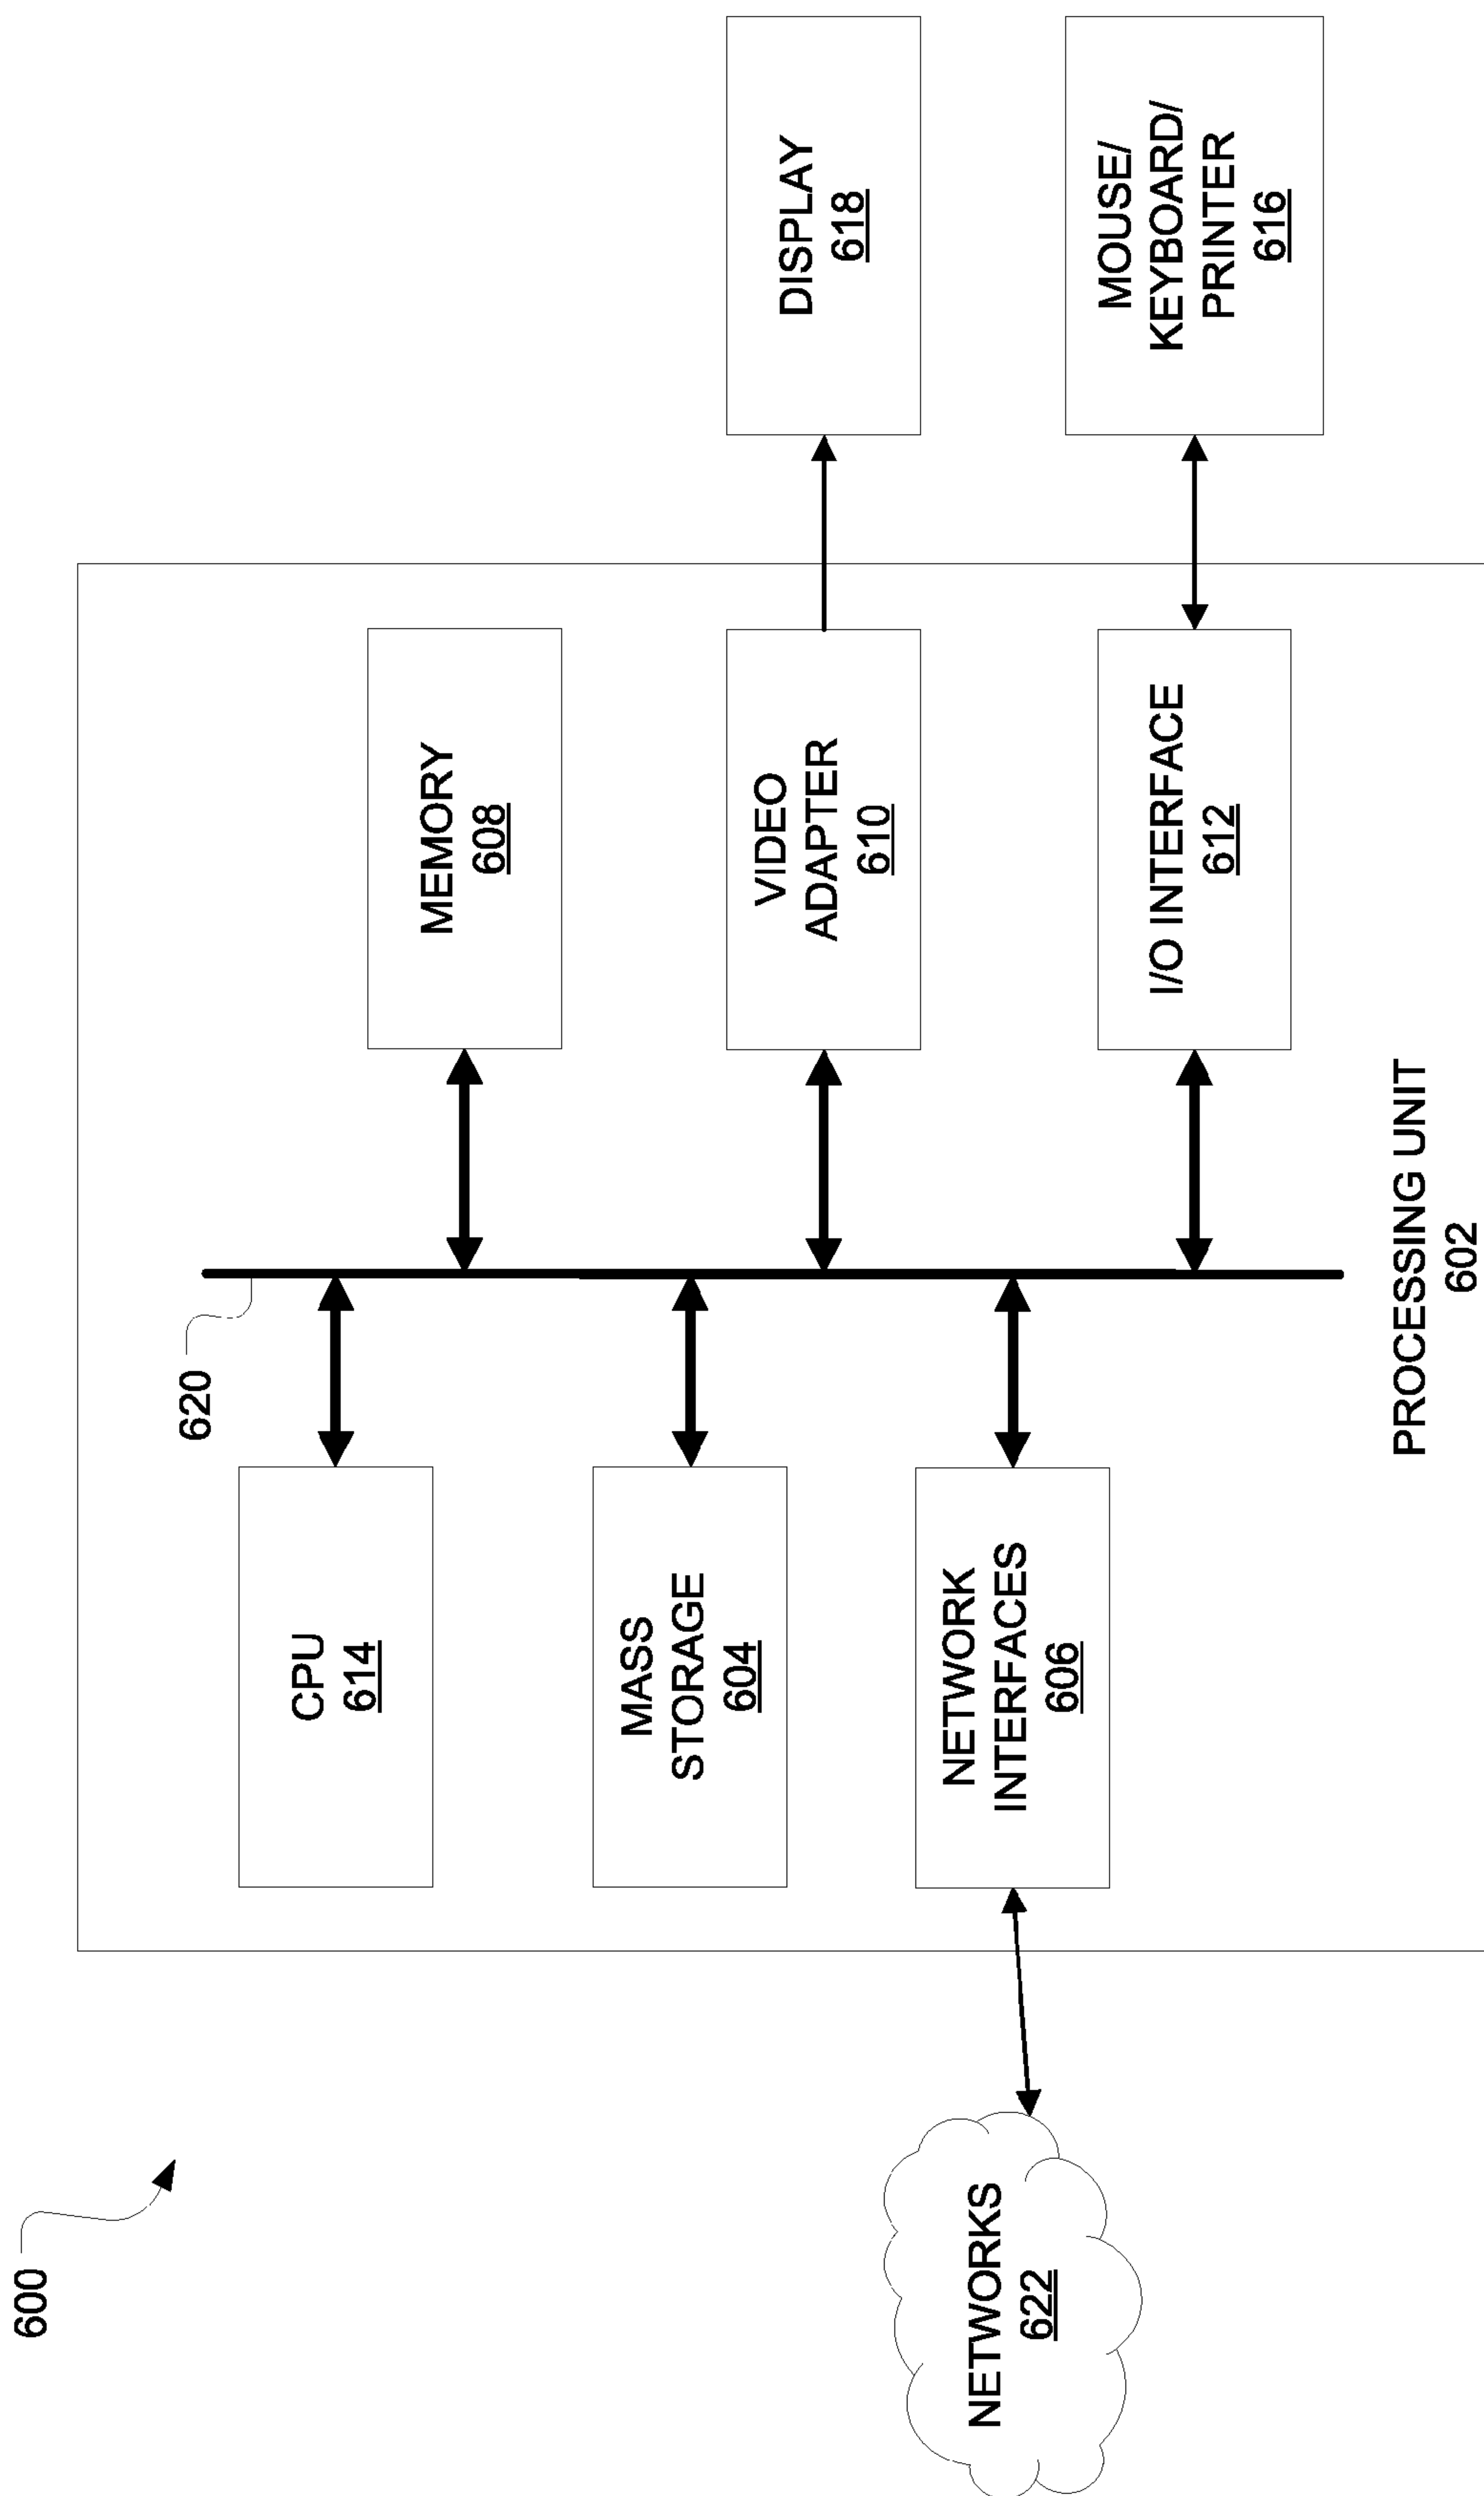 600
620
CPU
614
MEMORY
608
MASS
STORAGE
604
VIDEO
ADAPTER
610
DISPLAY
618
NETWORKS
622
NETWORK
INTERFACES
606
I/O INTERFACE
612
MOUSE/
KEYBOARD/
PRINTER
616
PROCESSING UNIT
602